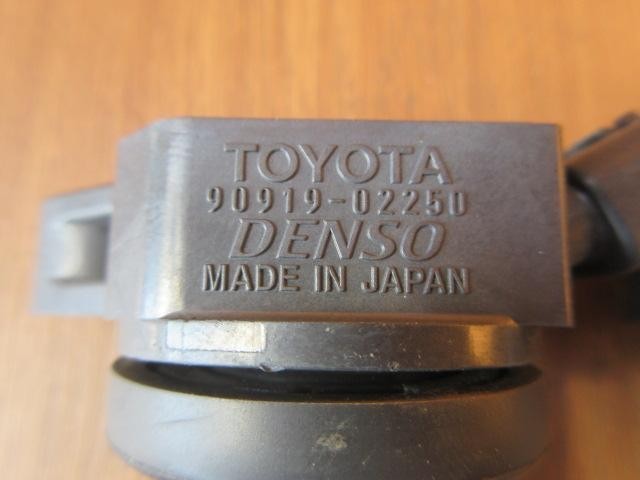 TOYOTA
90919-02250
DENSO
MADE IN JAPAN